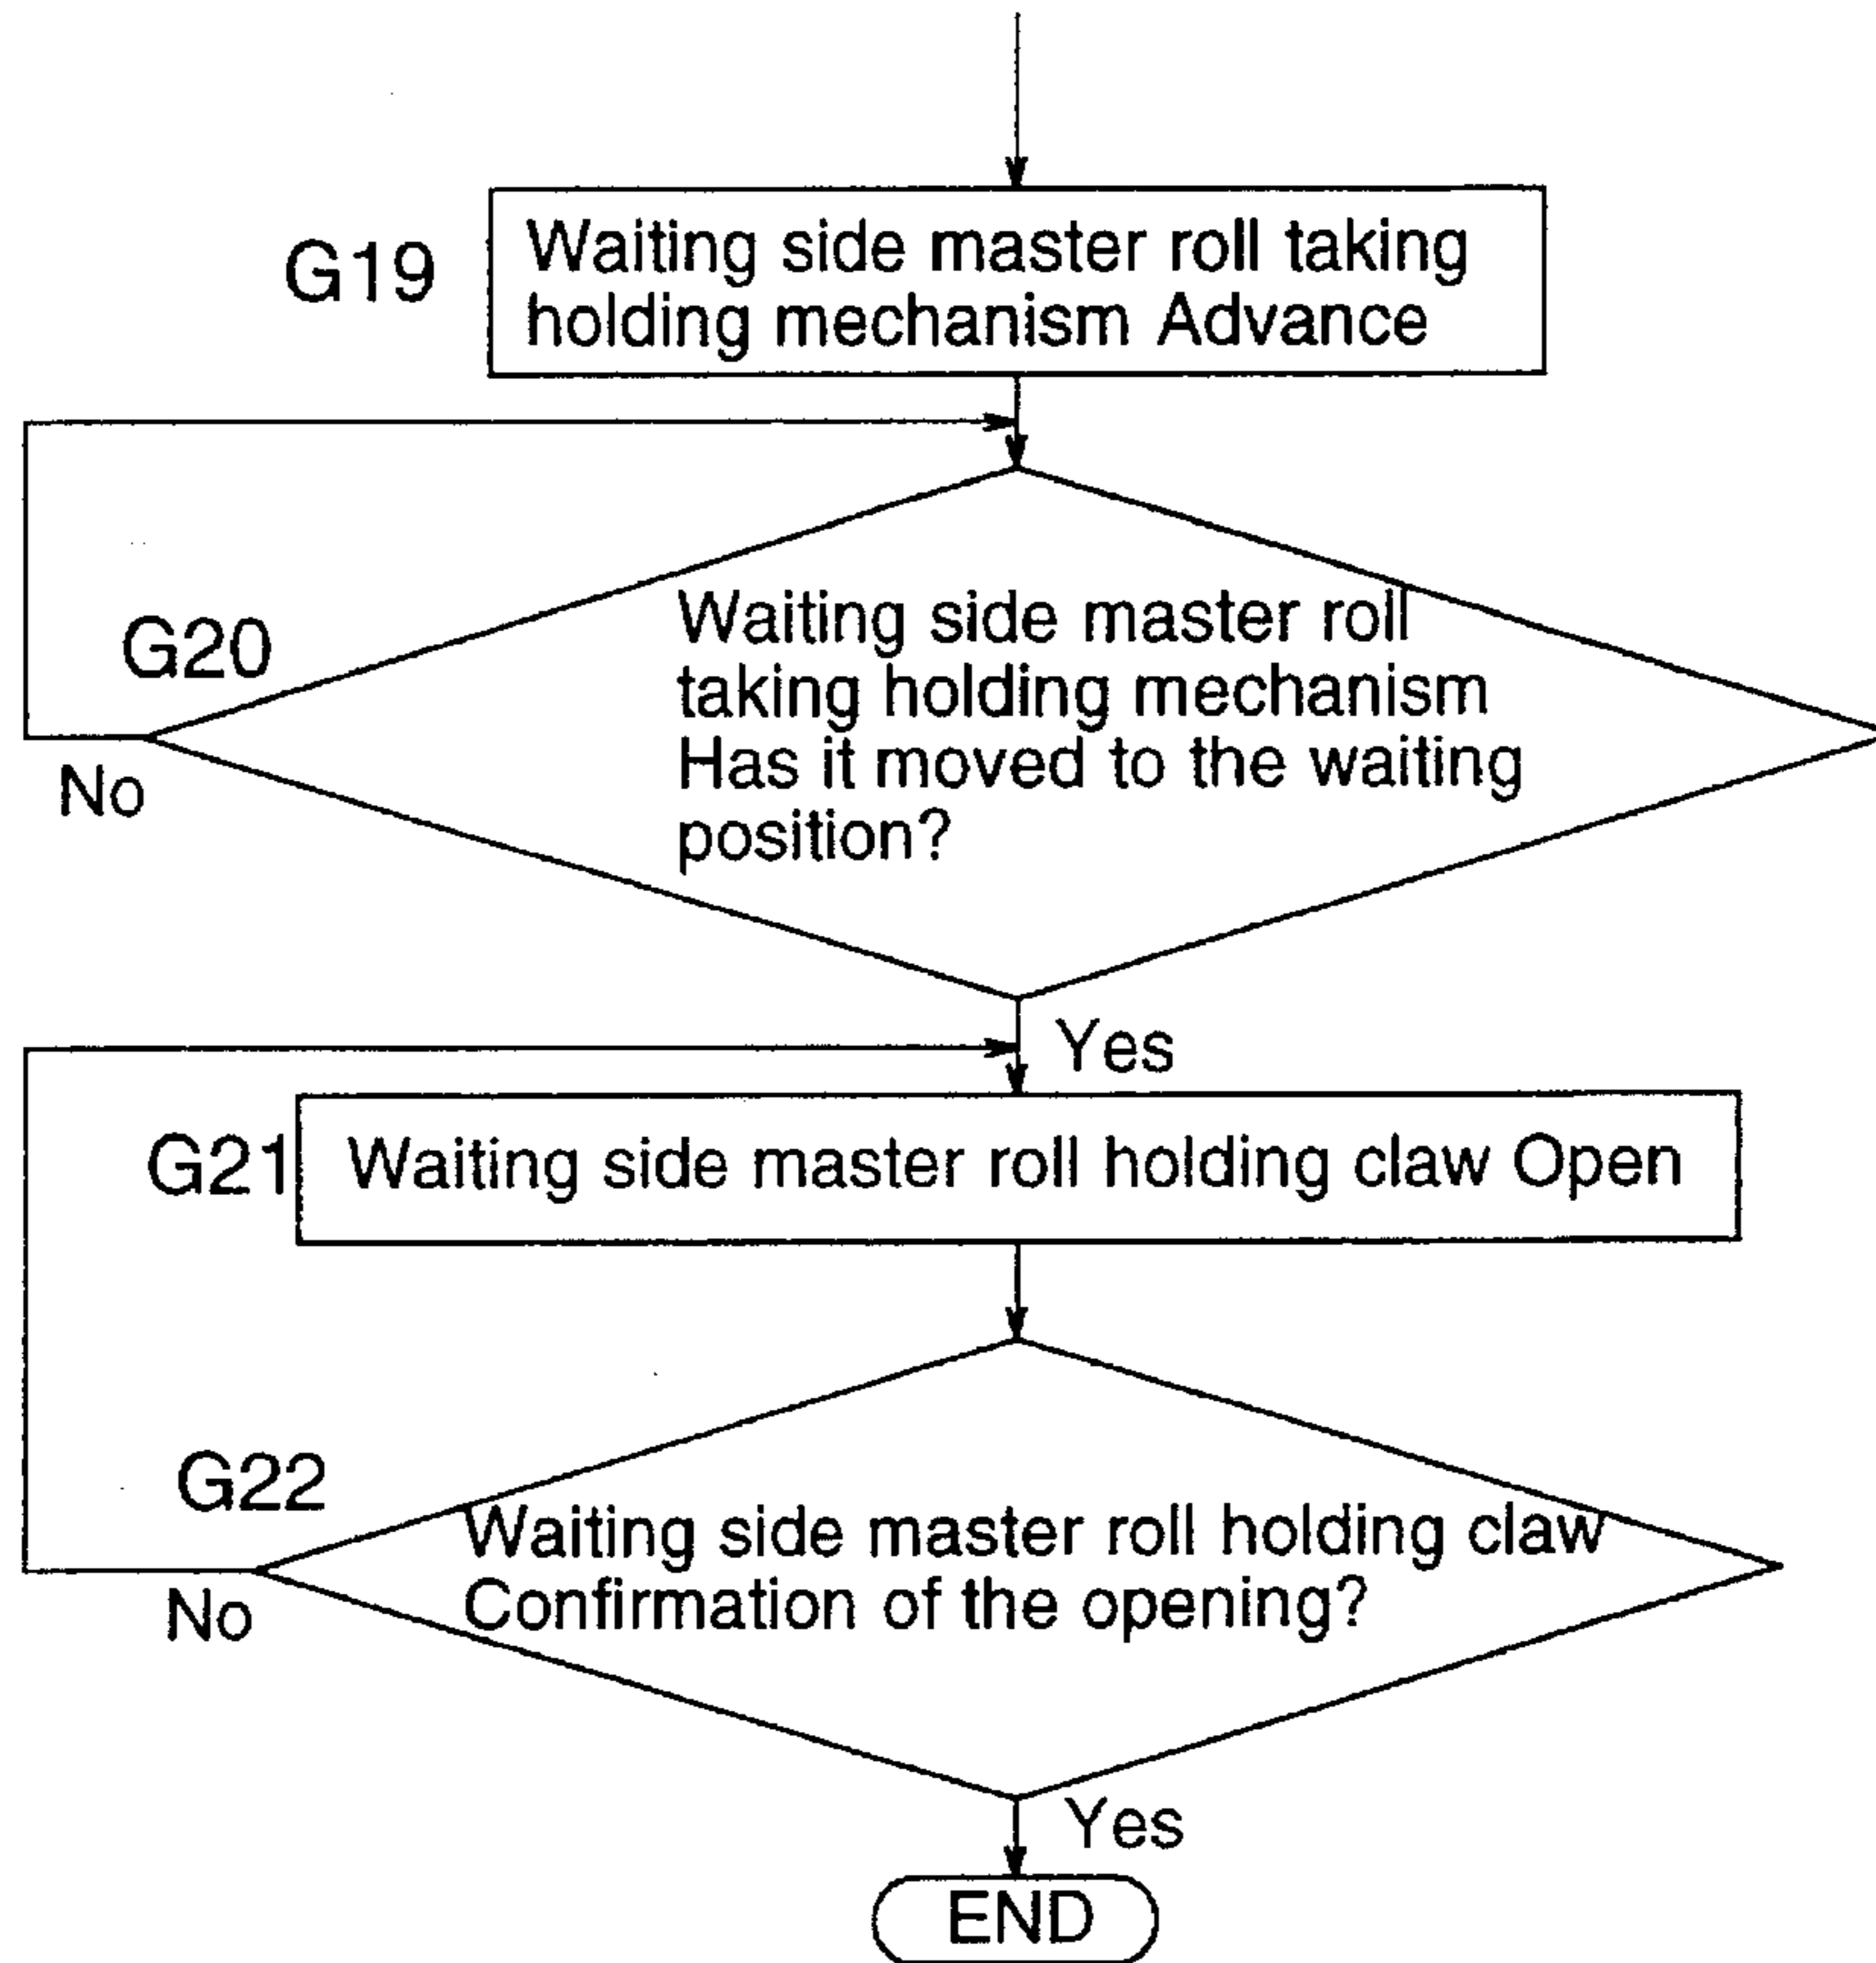 G19
Waiting side master roll taking
holding mechanism Advance
G20
Waiting side master roll
taking holding mechanism
Has it moved to the waiting
position?
No
Yes
G21
Waiting side master roll holding claw Open
G22
Waiting side master roll holding claw
Confirmation of the opening?
No
Yes
END